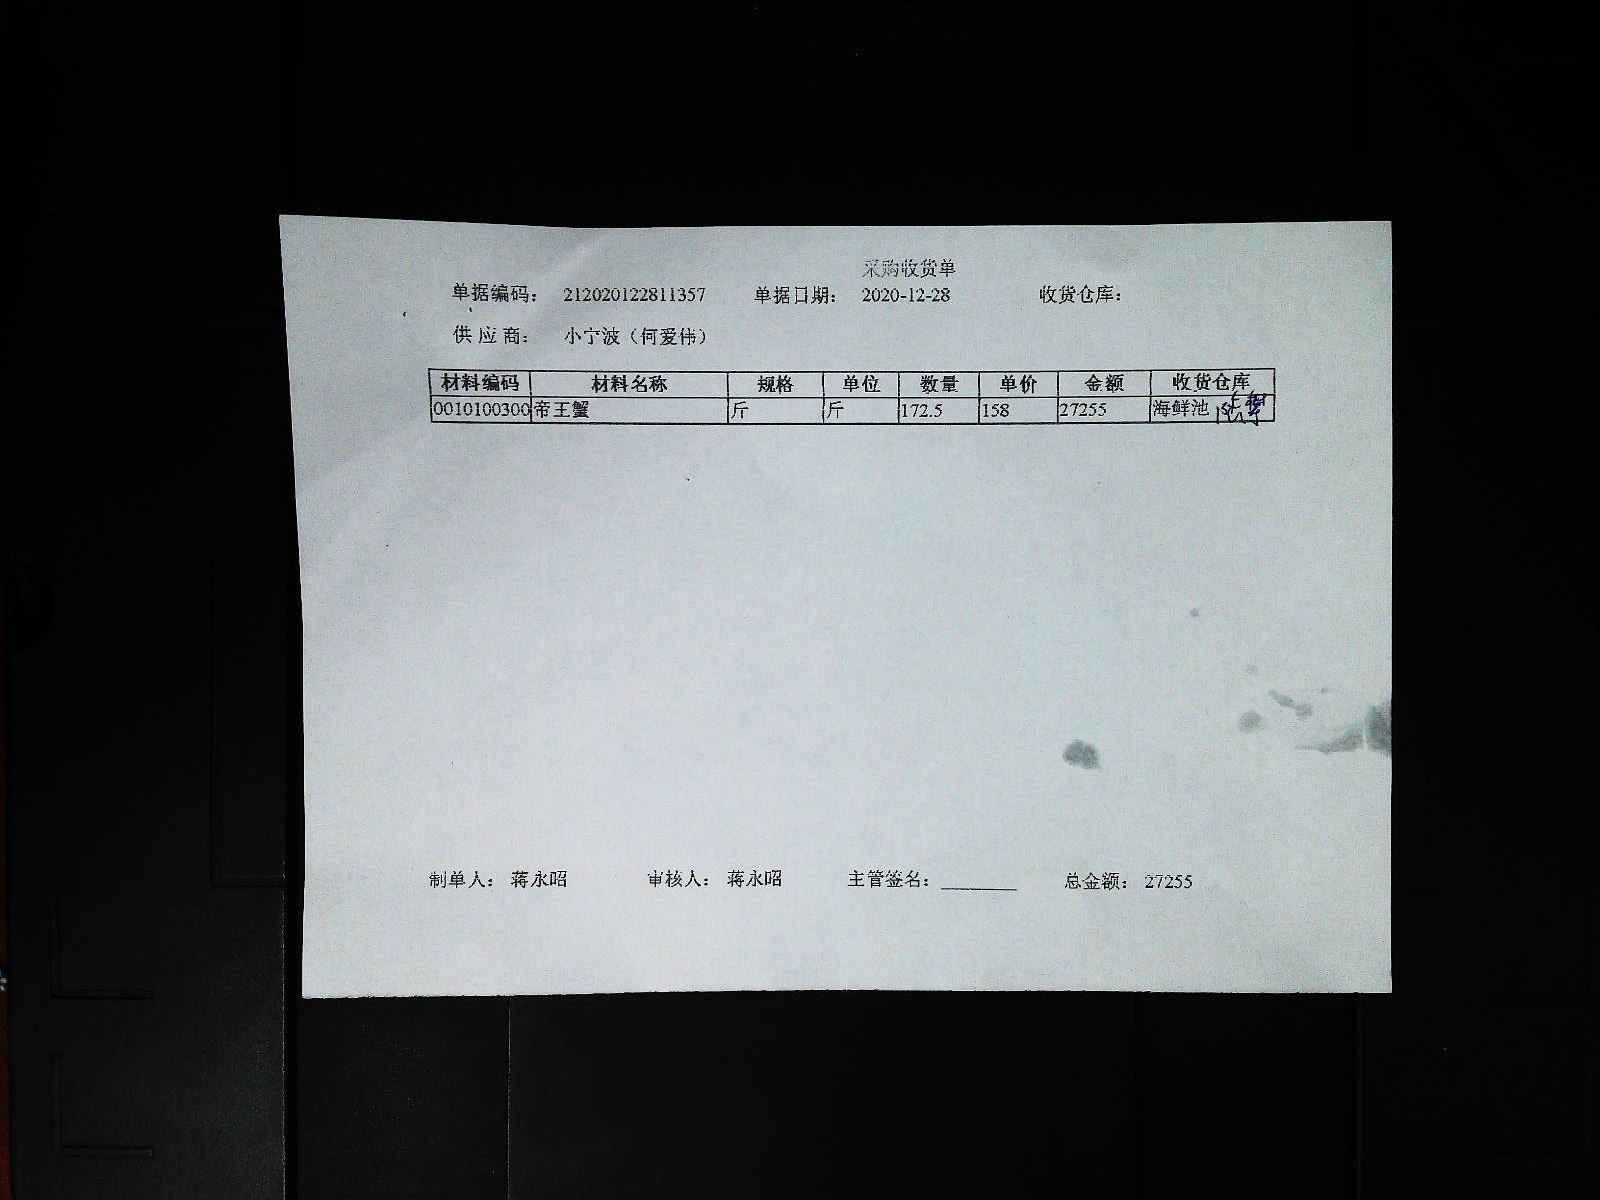 采购收货单
单据编码： 212020122811357 单据日期： 2020-12-28 收货仓库：
供应商： 小宁波（何爱伟）
材料编码 材料名称 规格 单位 数量 单价 金额 收货仓库
0010100300 帝王蟹 斤 斤 172.5 158 27255 海鲜池
制单人： 蒋永昭 审核人： 蒋永昭 主管签名：________ 总金额： 27255